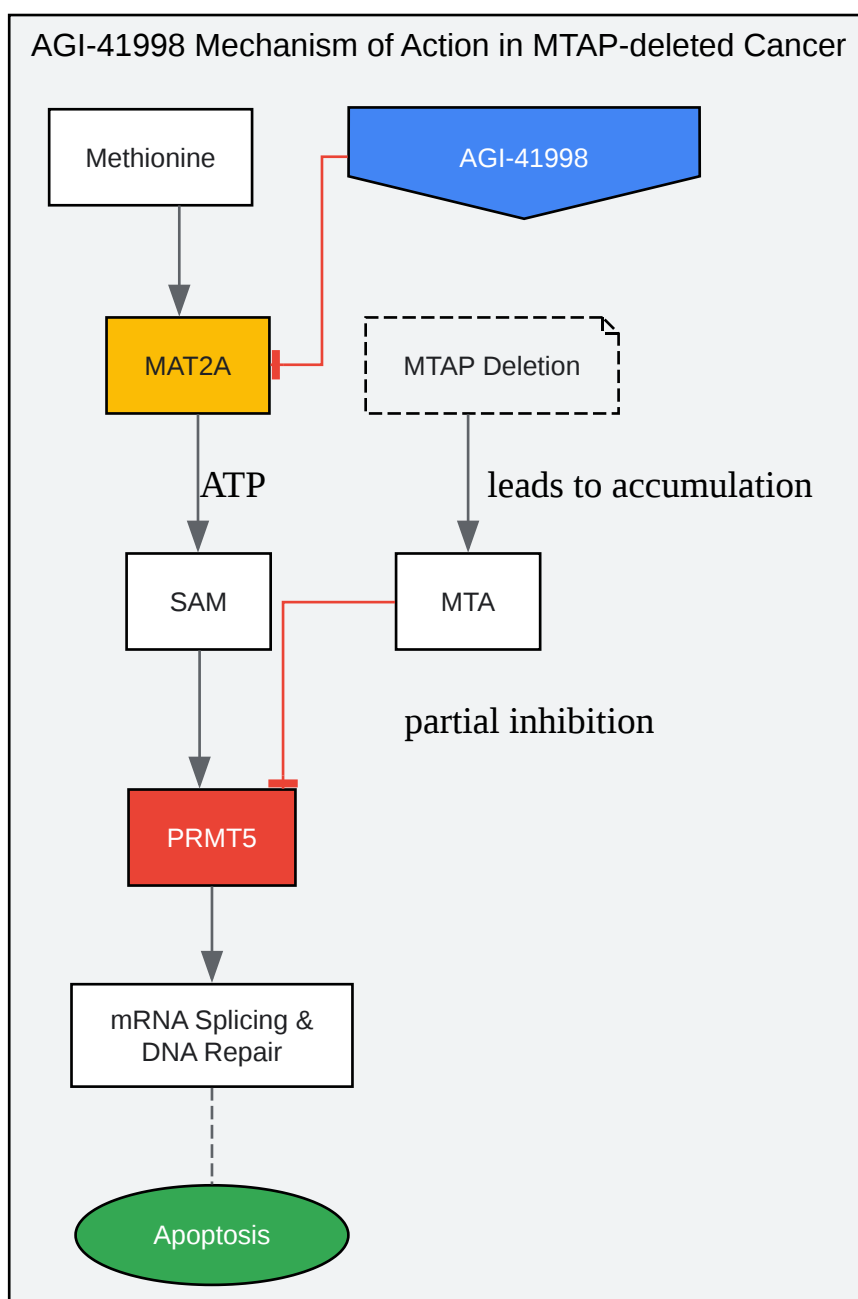 AGI-41998 Mechanism of Action in MTAP-deleted Cancer
Methionine
AGI-41998
MAT2A
MTAP Deletion
ATP
leads to accumulation
SAM
MTA
partial inhibition
PRMT5
mRNA Splicing &
DNA Repair
Apoptosis